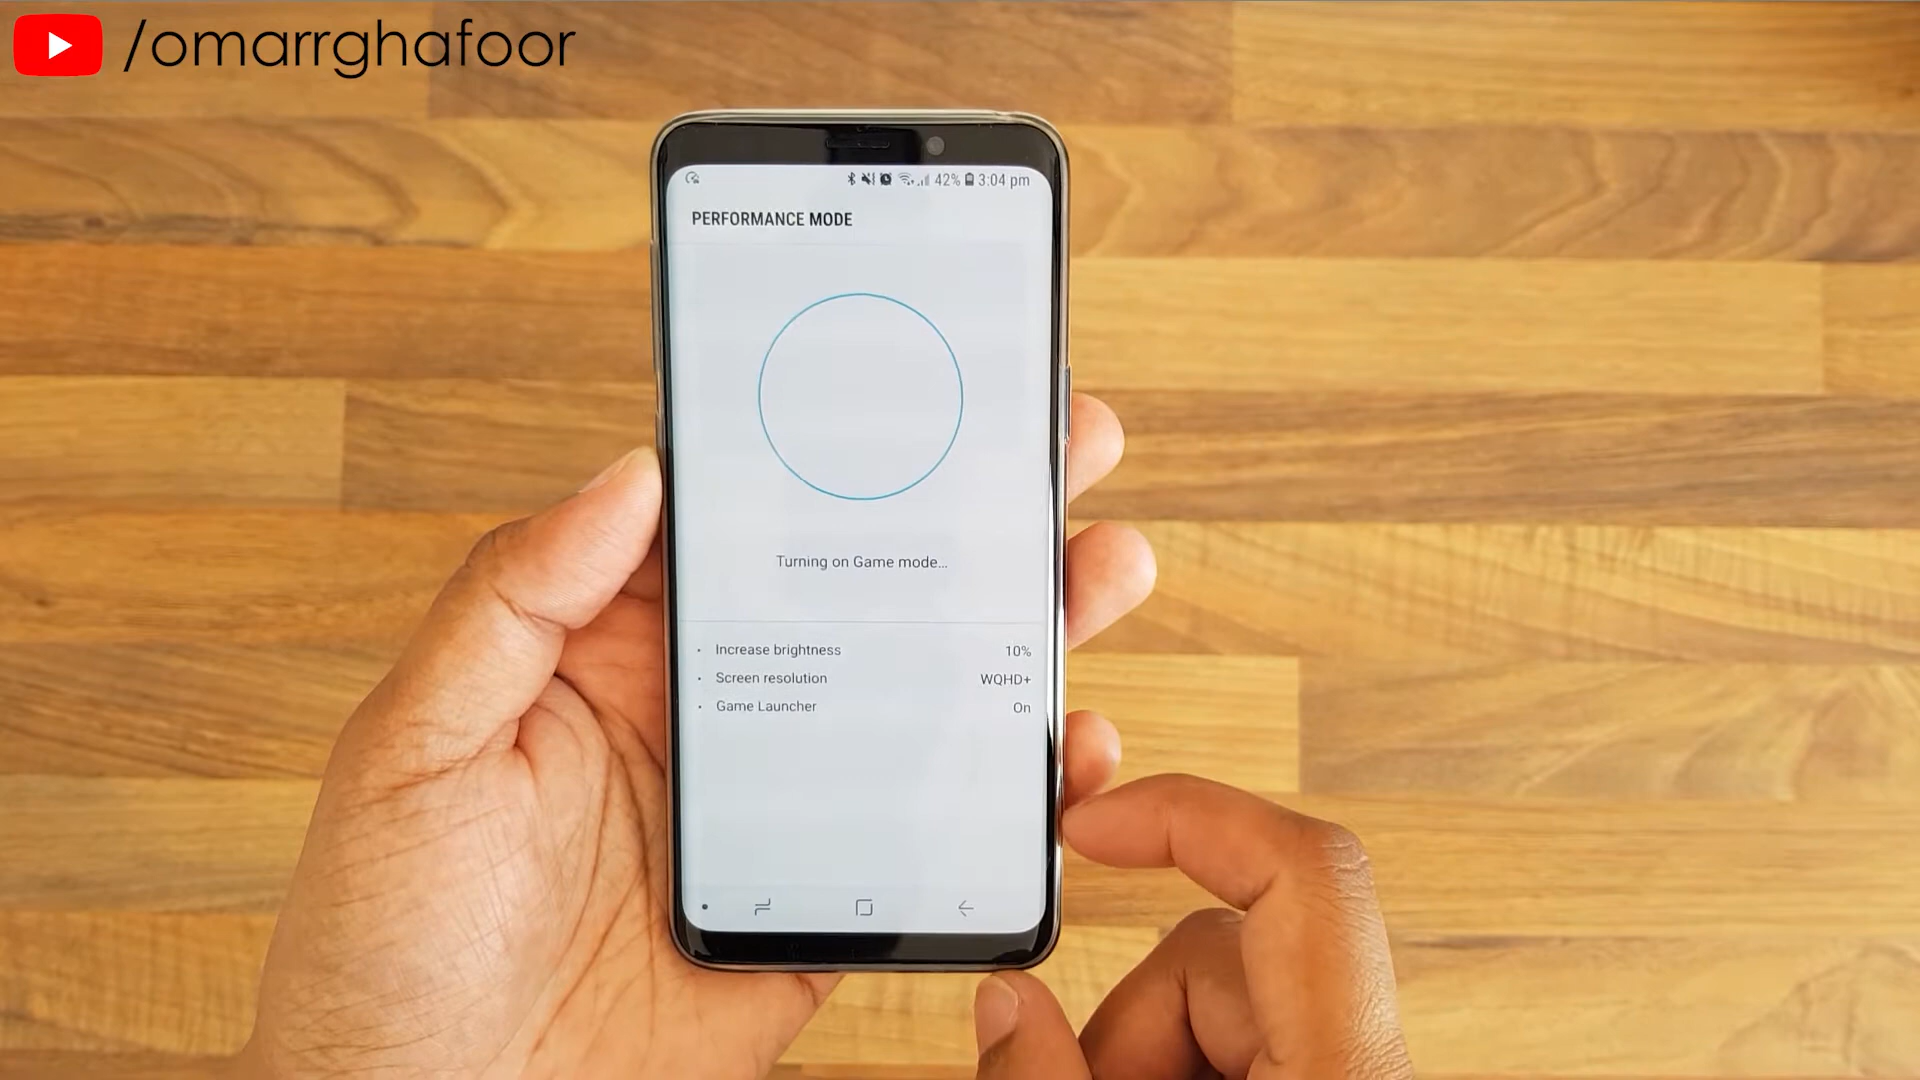 /omarrghafoor
42% 3:04 pm
PERFORMANCE MODE
Turning on Game mode...
• Increase brightness 10%
• Screen resolution WQHD+
• Game Launcher On